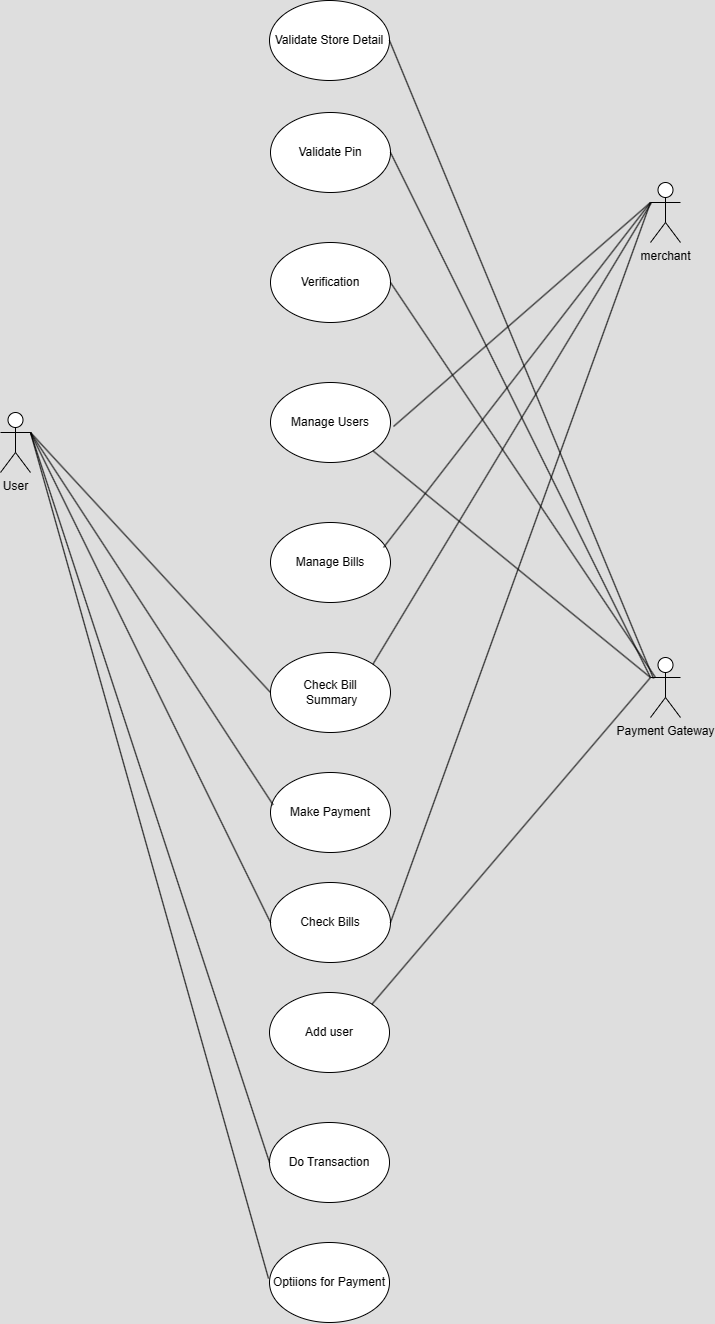 Validate Store Detail
Validate Pin
merchant
Verification
Manage Users
User
Manage Bills
Check Bill
Summary
Payment Gateway
Make Payment
Check Bills
Add user
Do Transaction
Optiions for Payment